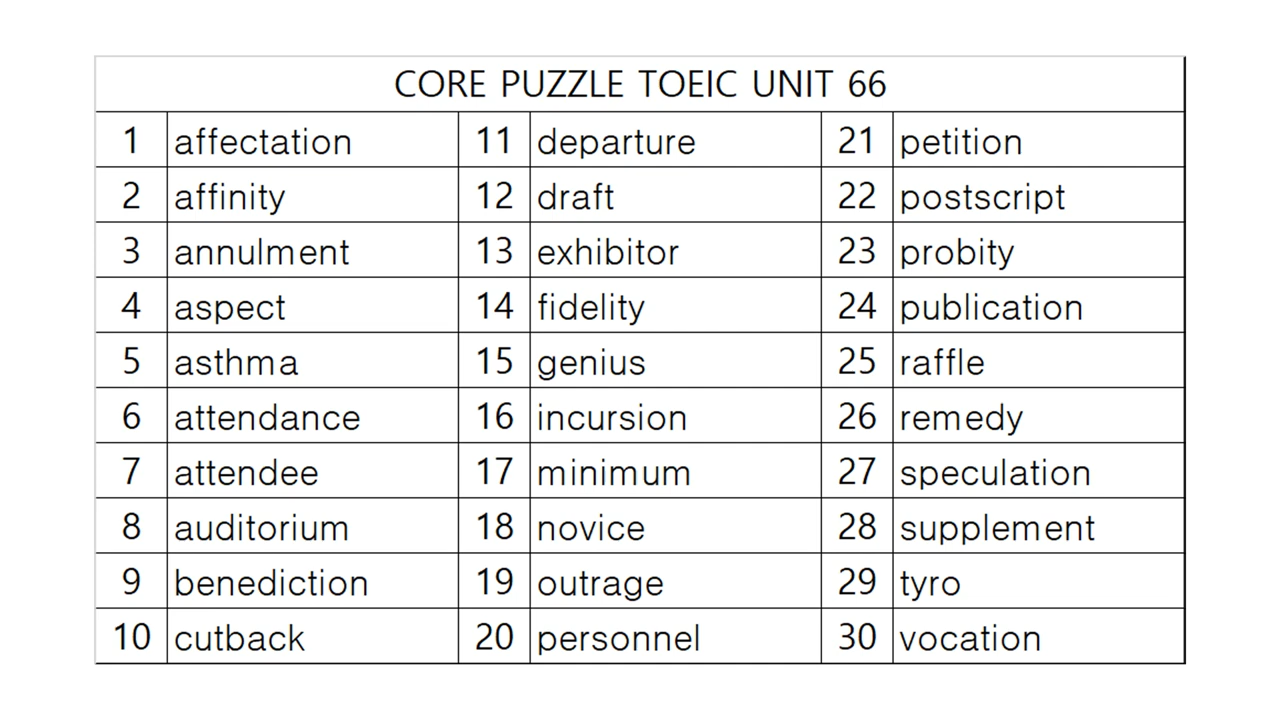 CORE PUZZLE TOEIC UNIT 66
1 affectation 11 departure 21 petition
2 affinity 12 draft 22 postscript
3 annulment 13 exhibitor 23 probity
4 aspect 14 fidelity 24 publication
5 asthma 15 genius 25 raffle
6 attendance 16 incursion 26 remedy
7 attendee 17 minimum 27 speculation
8 auditorium 18 novice 28 supplement
9 benediction 19 outrage 29 tyro
10 cutback 20 personnel 30 vocation